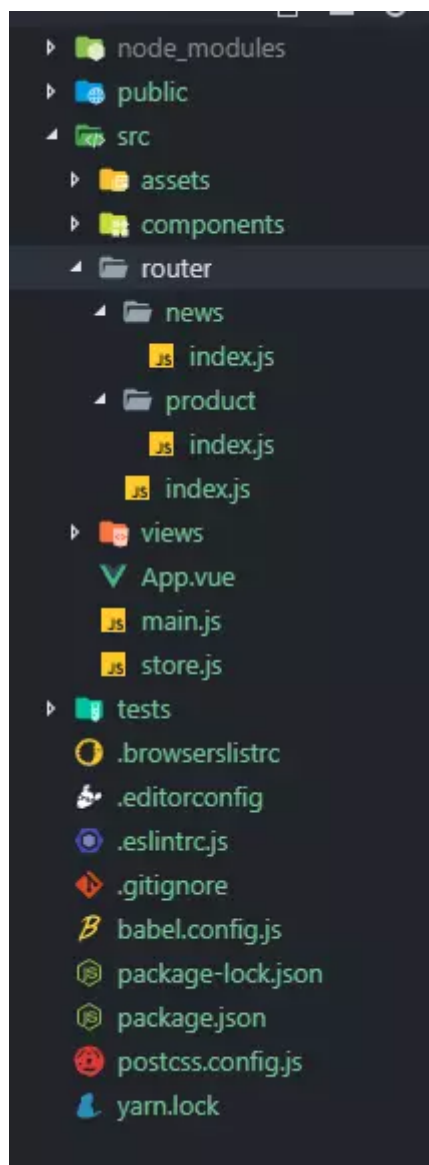 node_modules
public
src
assets
components
router
news
index.js
product
index.js
index.js
views
App.vue
main.js
store.js
tests
.browserslistrc
.editorconfig
.eslintrc.js
.gitignore
babel.config.js
package-lock.json
package.json
postcss.config.js
yarn.lock